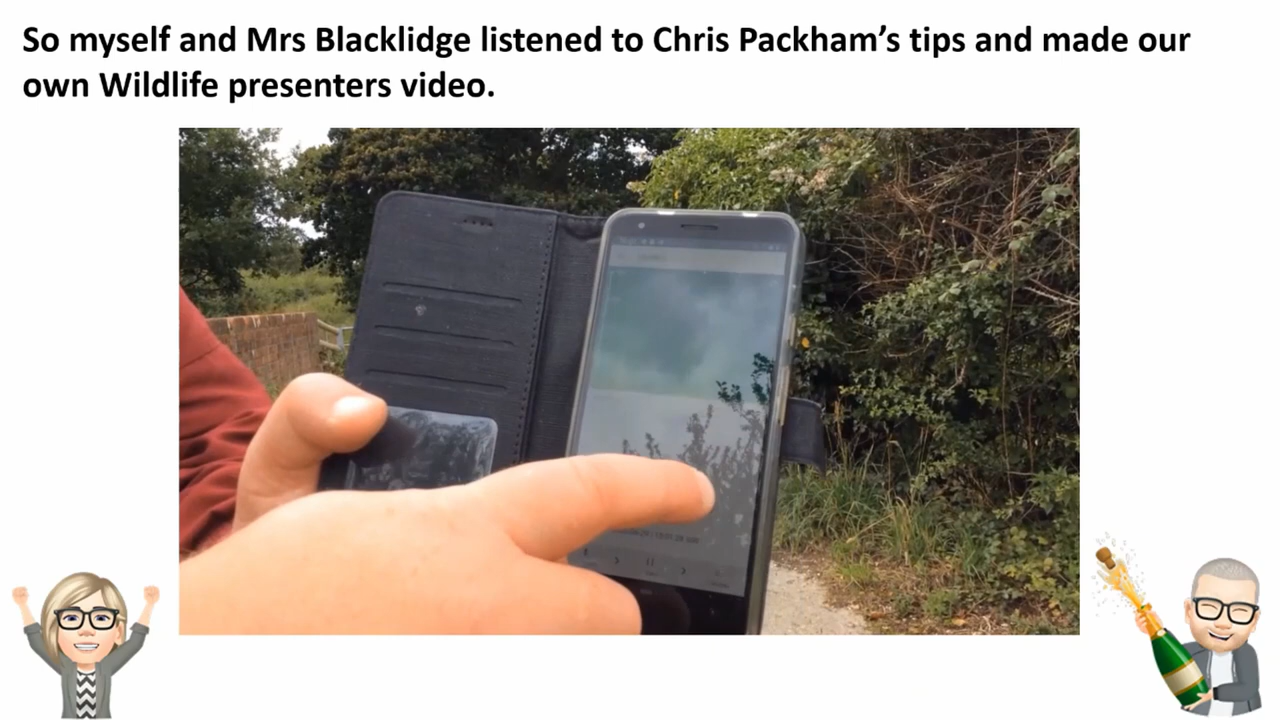 So myself and Mrs Blacklidge listened to Chris Packham’s tips and made our
own Wildlife presenters video.